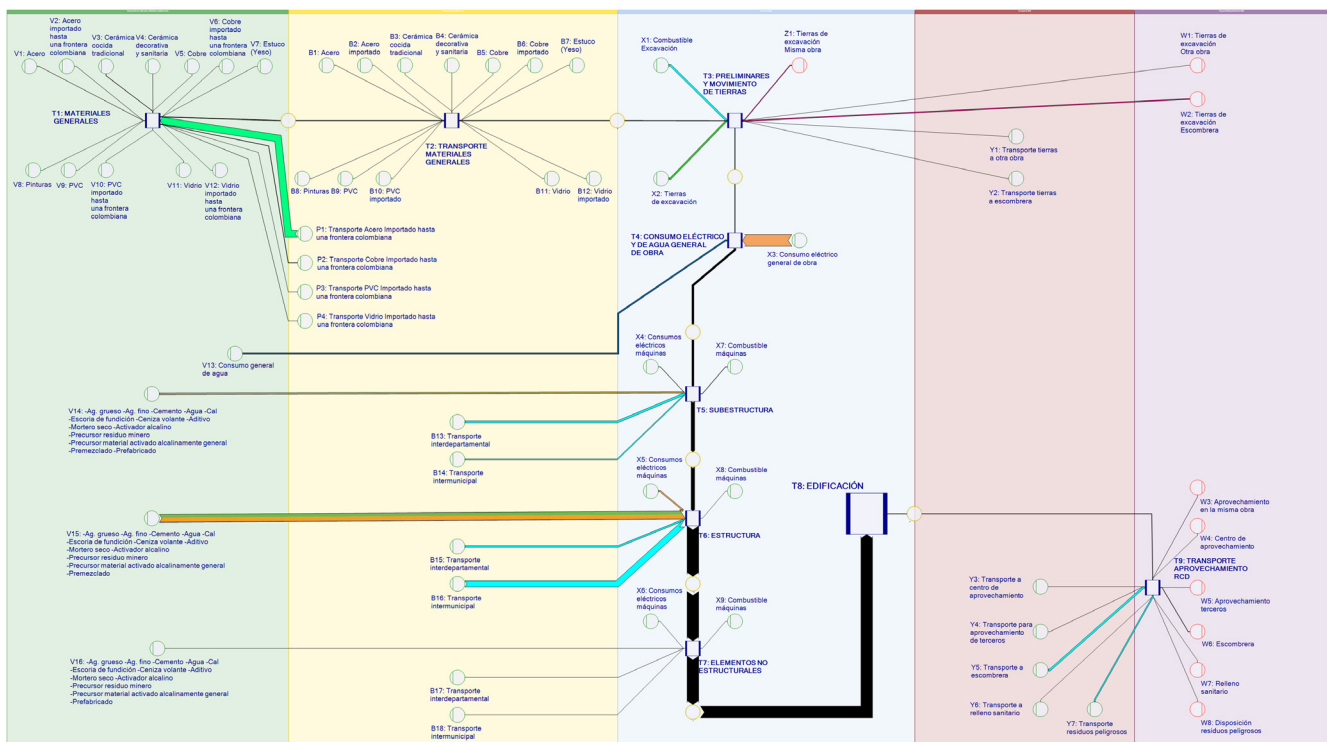 V1: Acero
V2: Acero
importado
hasta
una frontera
colombiana
V3: Cerámica
cocida
tradicional
V4: Cerámica
decorativa
y sanitaria
V5: Cobre
V6: Cobre
importado
hasta
una frontera
colombiana
V7: Estuco
(Yeso)
T1: MATERIALES
GENERALES
V8: Pinturas
V9: PVC
V10: PVC
importado
hasta
una frontera
colombiana
V11: Vidrio
V12: Vidrio
importado
hasta
una frontera
colombiana
B1: Acero
B2: Acero
importado
B3: Cerámica
cocida
tradicional
B4: Cerámica
decorativa
y sanitaria
B5: Cobre
B6: Cobre
importado
B7: Estuco
(Yeso)
T2: TRANSPORTE
MATERIALES
GENERALES
B8: Pinturas
B9: PVC
B10: PVC
importado
B11: Vidrio
B12: Vidrio
importado
P1: Transporte Acero Importado hasta
una frontera colombiana
P2: Transporte Cobre Importado hasta
una frontera colombiana
P3: Transporte PVC Importado hasta
una frontera colombiana
P4: Transporte Vidrio Importado hasta
una frontera colombiana
X1: Combustible
Excavación
Z1: Tierras de
excavación
Misma obra
T3: PRELIMINARES
Y MOVIMIENTO
DE TIERRAS
X2: Tierras
de excavación
W1: Tierras de
excavación
Otra obra
W2: Tierras de
excavación
Escombrera
Y1: Transporte tierras
a otra obra
Y2: Transporte tierras
a escombrera
T4: CONSUMO ELÉCTRICO
Y DE AGUA GENERAL
DE OBRA
X3: Consumo eléctrico
general de obra
V13: Consumo general
de agua
X4: Consumos
eléctricos
máquinas
X7: Combustible
máquinas
T5: SUBESTRUCTURA
V14: -Ag. grueso -Ag. fino -Cemento -Agua -Cal
-Escoria de fundición -Ceniza volante -Aditivo
-Mortero seco -Activador alcalino
-Precursor residuo minero
-Precursor material activado alcalinamente general
-Premezclado -Prefabricado
B13: Transporte
interdepartamental
B14: Transporte
intermunicipal
X5: Consumos
eléctricos
máquinas
X8: Combustible
máquinas
T6: ESTRUCTURA
V15: -Ag. grueso -Ag. fino -Cemento -Agua -Cal
-Escoria de fundición -Ceniza volante -Aditivo
-Mortero seco -Activador alcalino
-Precursor residuo minero
-Precursor material activado alcalinamente general
-Premezclado
B15: Transporte
interdepartamental
B16: Transporte
intermunicipal
X6: Consumos
eléctricos
máquinas
X9: Combustible
máquinas
T7: ELEMENTOS NO
ESTRUCTURALES
V16: -Ag. grueso -Ag. fino -Cemento -Agua -Cal
-Escoria de fundición -Ceniza volante -Aditivo
-Mortero seco -Activador alcalino
-Precursor residuo minero
-Precursor material activado alcalinamente general
-Prefabricado
B17: Transporte
interdepartamental
B18: Transporte
intermunicipal
T8: EDIFICACIÓN
W3: Aprovechamiento
en la misma obra
W4: Centro de
aprovechamiento
T9: TRANSPORTE
APROVECHAMIENTO
RCD
Y3: Transporte a
centro de
aprovechamiento
Y4: Transporte para
aprovechamiento
de terceros
Y5: Transporte a
escombrera
Y6: Transporte a
relleno sanitario
Y7: Transporte
residuos peligrosos
W5: Aprovechamiento
terceros
W6: Escombrera
W7: Relleno
sanitario
W8: Disposición
residuos peligrosos